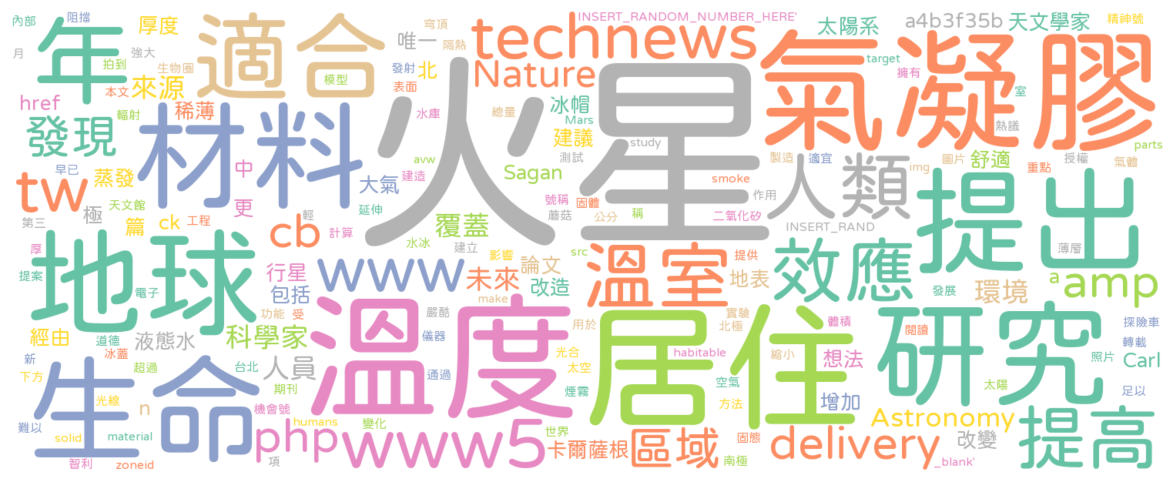 內部 阻擋 厚度 唯一 INSERT_RANDOM_NUMBER_HERE' 太陽系 a4b3f35b 天文學家 精神號
月 年 拍到 強大 適合 穹頂 隔熱 technews target 擁有
生物圈 模型 發射 北 Nature 氣凝膠 室
href 本文 來源 表面 水庫 總量 冰帽 Mars 熱議
發現 輻射 稀薄 材料 火星 建議 study
早已 中 avw 測試 製造 適宜 img 圖片 舒適 授權 parts
tw 蒸發 更 大氣 建造 Sagan smoke 人類 重點 氣體
第三 天文館 極 篇 ck 工程 延伸 覆蓋 號稱 固體 作用 提出
厚 cb 計算 水冰 蘑菇 公分 稱 二氧化矽 INSERT_RAND 薄層
提案 地球 行星 www 建立 影響 論文 src 溫室 提供 效應 a amp
電子 包括 未來 改造 地表 發展 環境
經由 道德 功能 受 嚴酷 make 用於 實驗 體積 閱讀 探險車
新 冰蓋 液態水 科學家 溫度 儀器 北極 居住 研究 轉載
下方 超過 台北 人員 通過 光合 habitable 縮小 想法 照片 Carl
生命 期刊 太空 空氣 太陽 足以
光線 n 機會號 煙霧 方法 增加 Astronomy
難以 solid material php humans 變化 www5 世界 固態 delivery 改變 提高
智利 zoneid 項 卡爾薩根 區域 南極 _blank' 輕